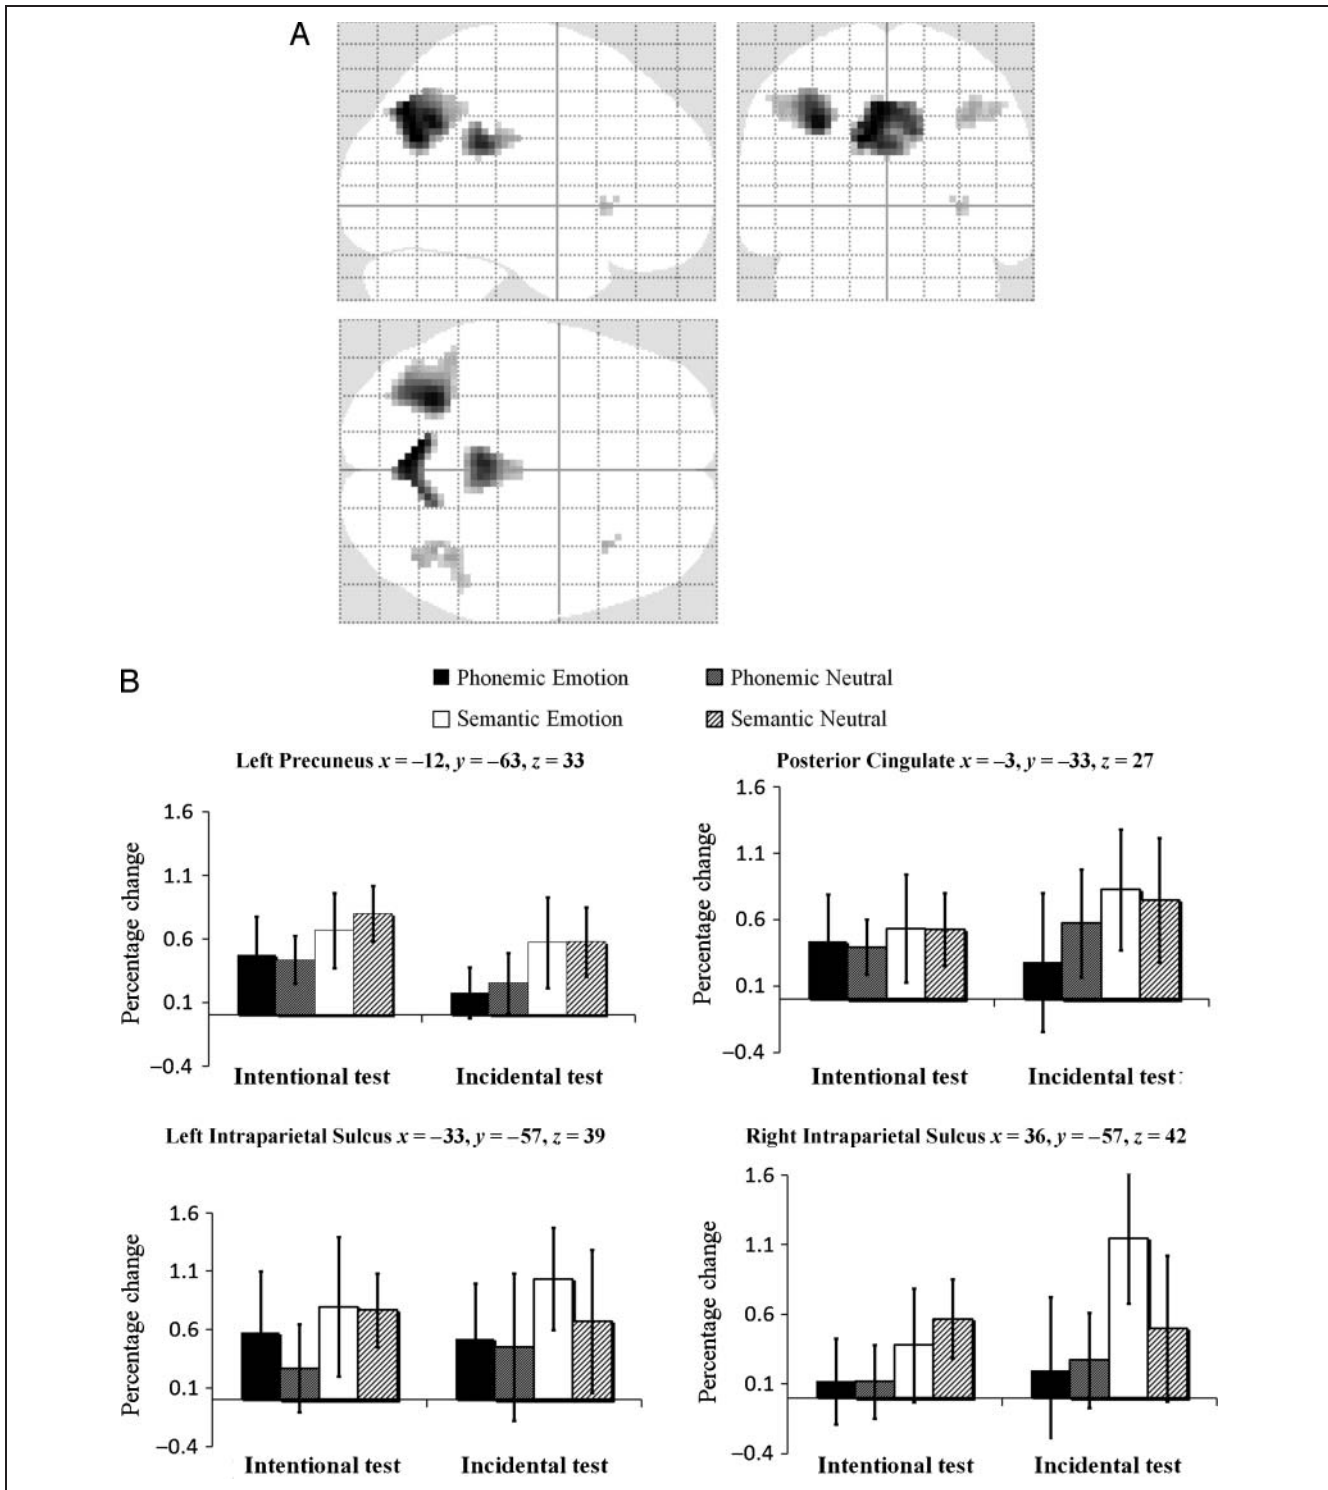 A
B
Phonemic Emotion
Phonemic Neutral
Semantic Emotion
Semantic Neutral
Left Precuneus x = –12, y = –63, z = 33
Percentage change
1.6
1.1
0.6
0.1
–0.4
Intentional test
Incidental test
Posterior Cingulate x = –3, y = –33, z = 27
Percentage change
1.6
1.1
0.6
0.1
–0.4
Intentional test
Incidental test
Left Intraparietal Sulcus x = –33, y = –57, z = 39
Percentage change
1.6
1.1
0.6
0.1
–0.4
Intentional test
Incidental test
Right Intraparietal Sulcus x = 36, y = –57, z = 42
Percentage change
1.6
1.1
0.6
0.1
–0.4
Intentional test
Incidental test